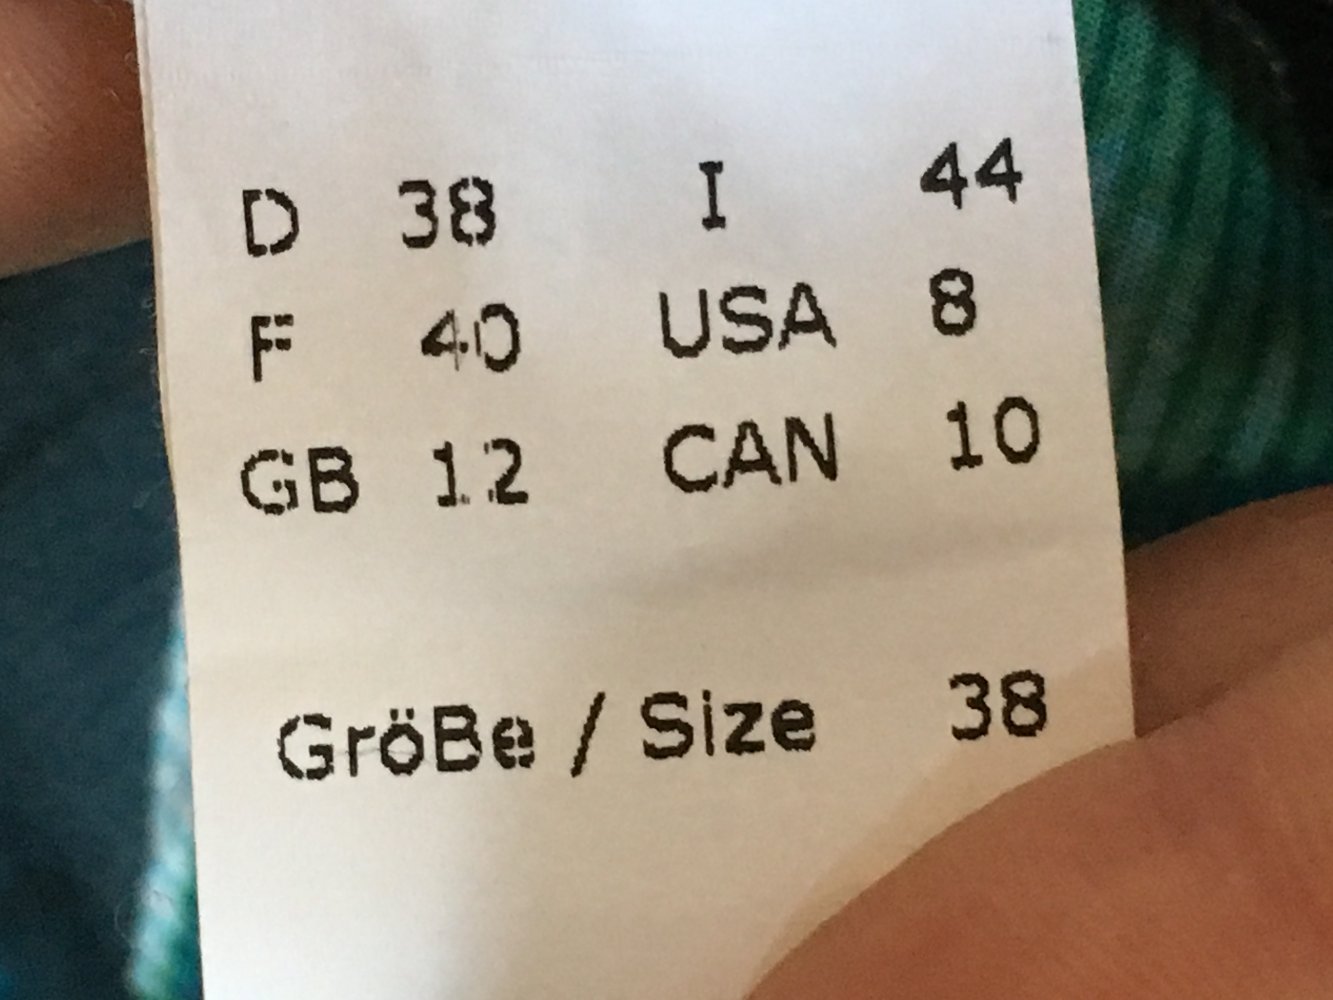 D 38 I 44
F 40 USA 8
GB 12 CAN 10
GröBe / Size 38